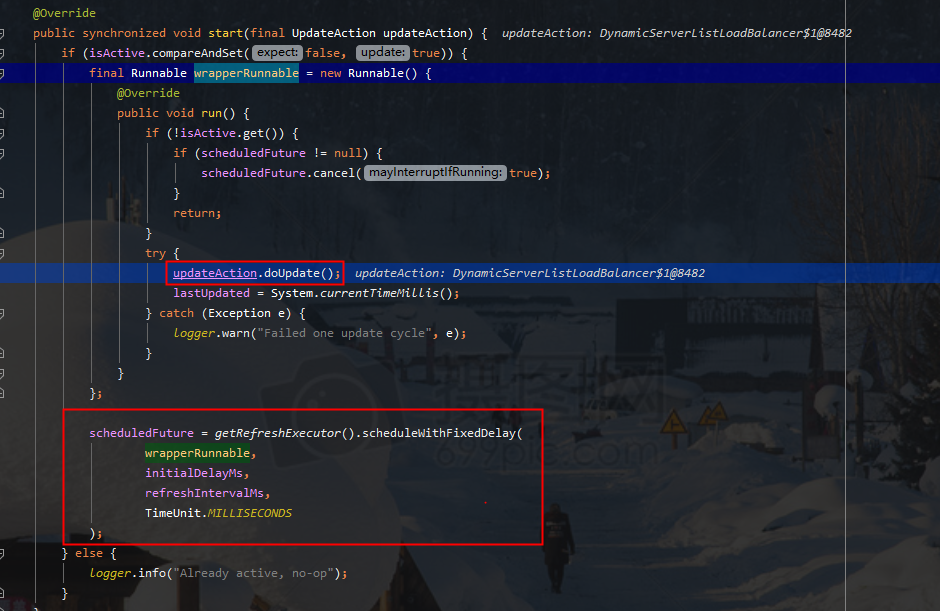 @Override
public synchronized void start(final UpdateAction updateAction) { updateAction: DynamicServerListLoadBalancer$1@8482
if (isActive.compareAndSet( expect: false, update: true)) {
final Runnable wrapperRunnable = new Runnable() {
@Override
public void run() {
if (!isActive.get()) {
if (scheduledFuture != null) {
scheduledFuture.cancel( mayInterruptIfRunning: true);
}
return;
}
try {
updateAction.doUpdate(); updateAction: DynamicServerListLoadBalancer$1@8482
lastUpdated = System.currentTimeMillis();
} catch (Exception e) {
logger.warn("Failed one update cycle", e);
}
}
};
scheduledFuture = getRefreshExecutor().scheduleWithFixedDelay(
wrapperRunnable,
initialDelayMs,
refreshIntervalMs,
TimeUnit.MILLISECONDS
);
} else {
logger.info("Already active, no-op");
}